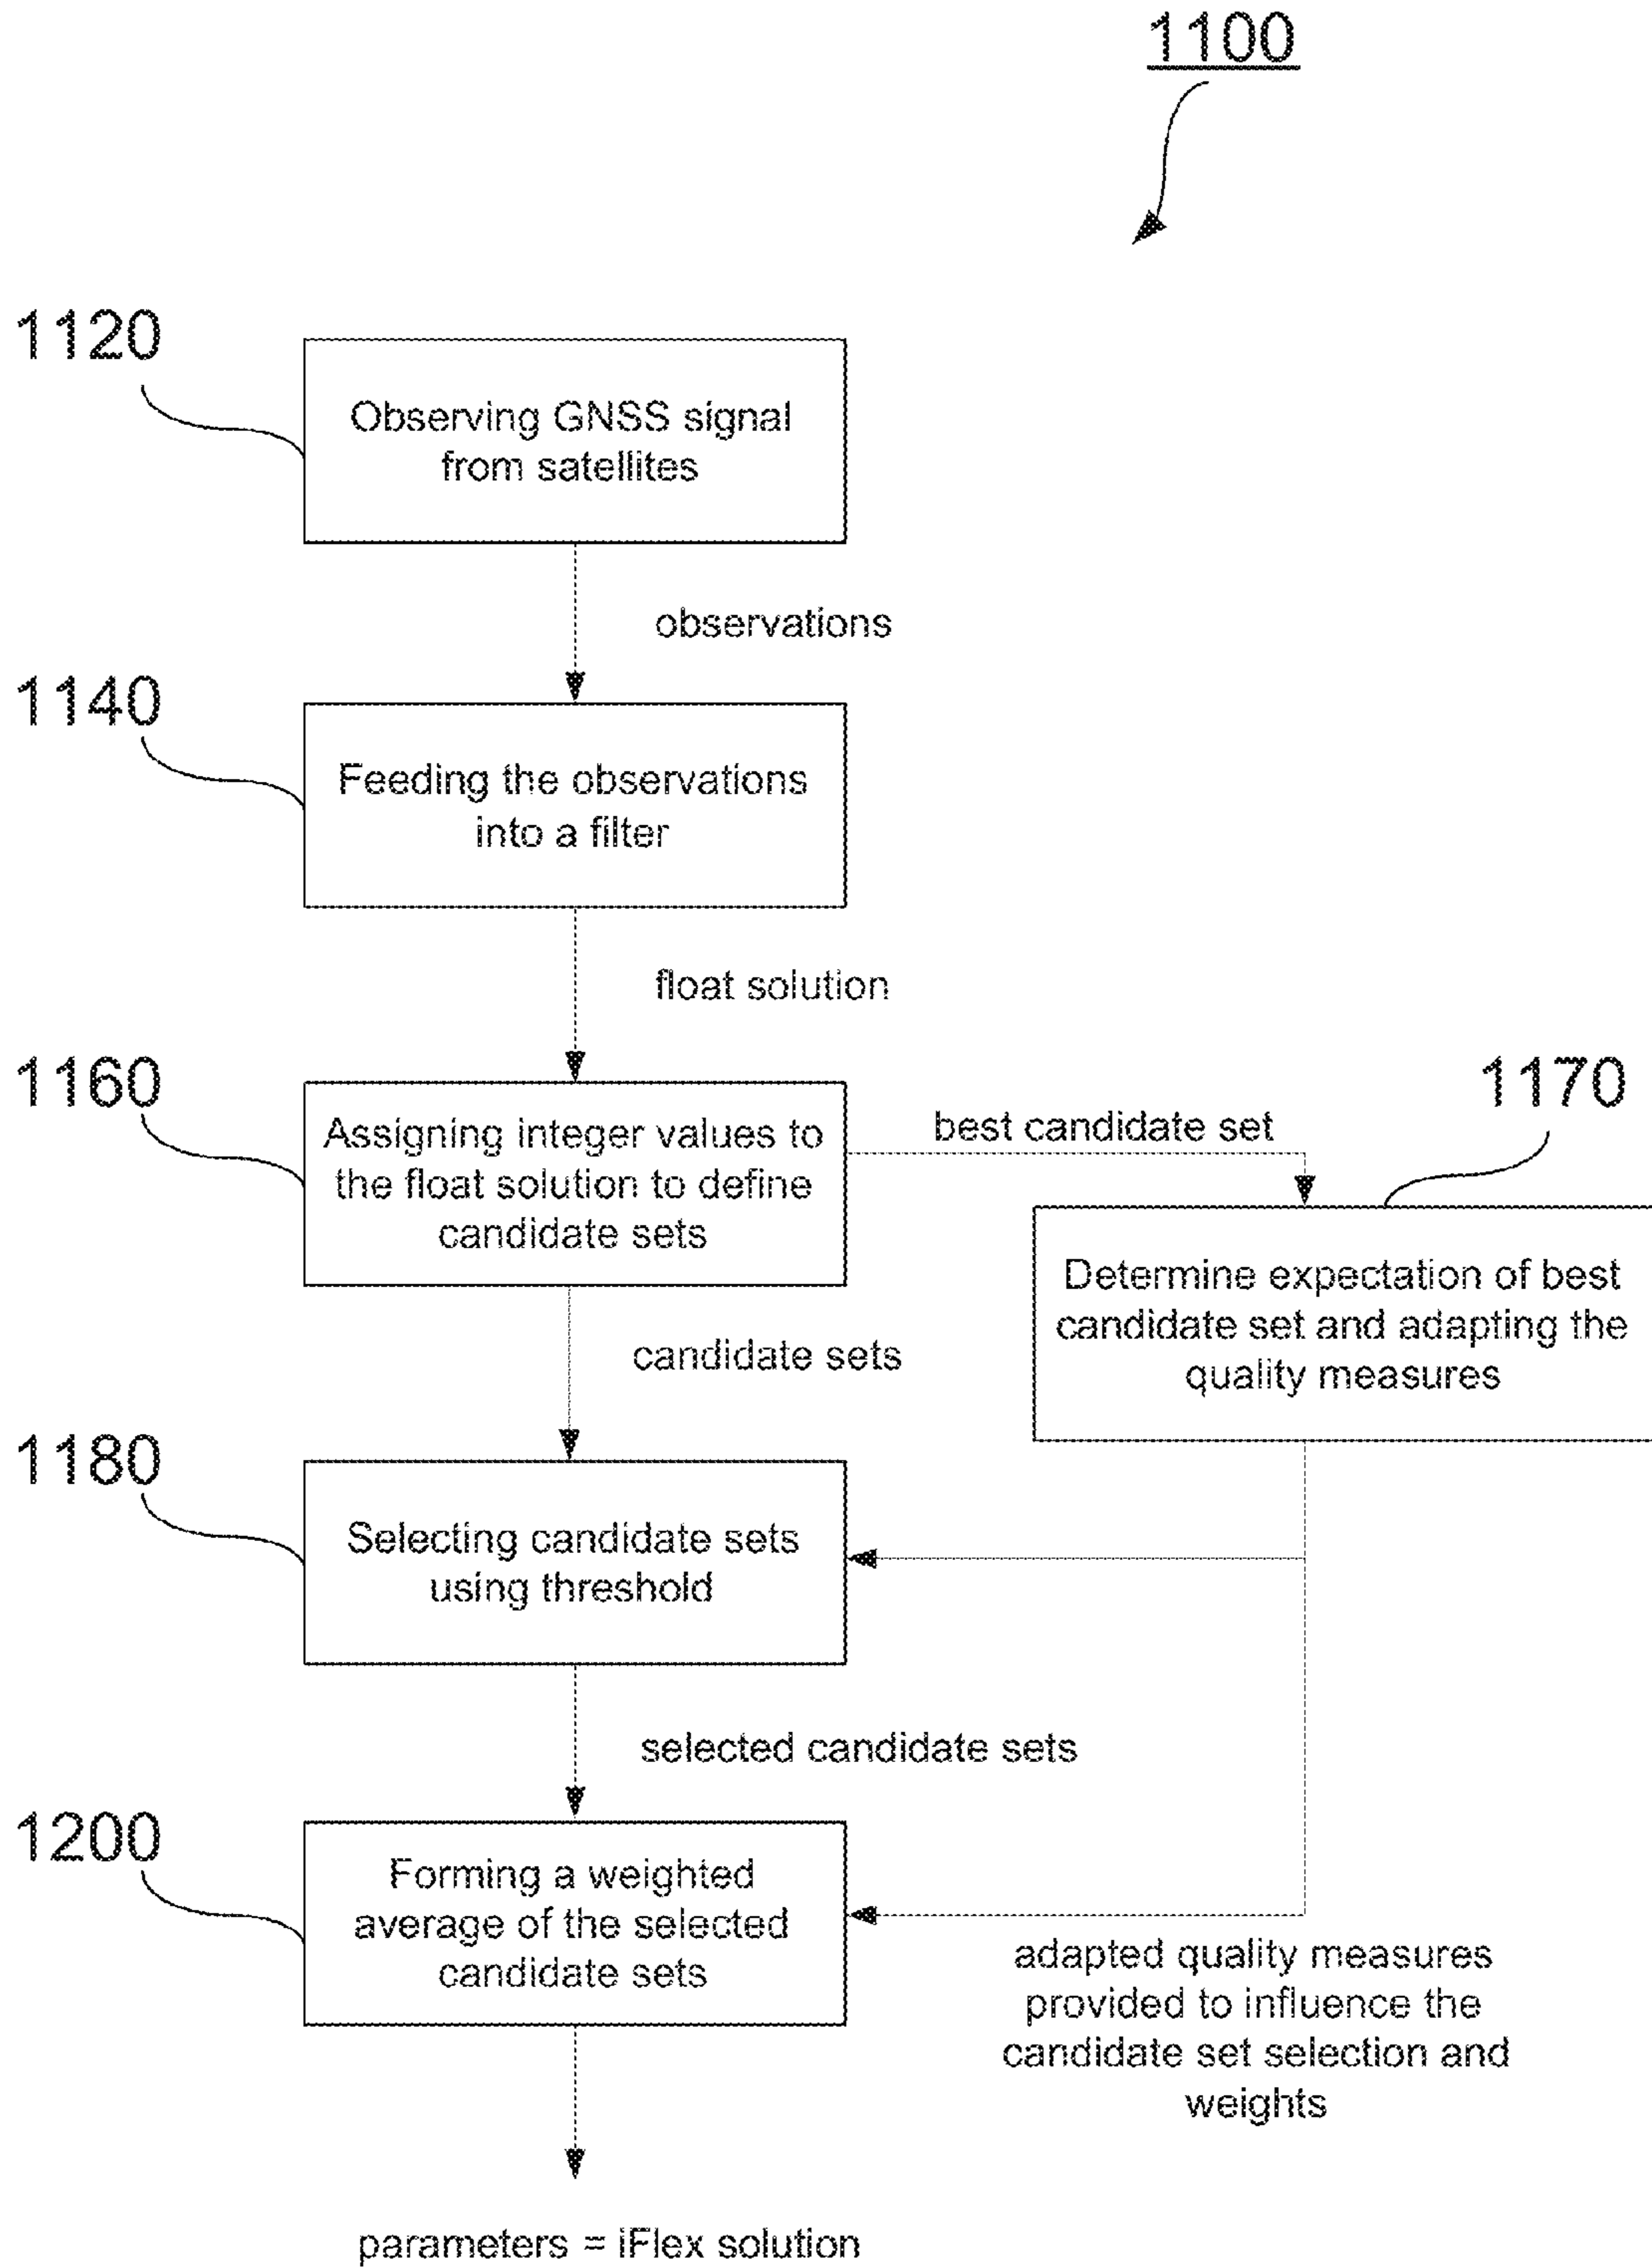 1100
1120
Observing GNSS signal
from satellites
observations
1140
Feeding the observations
into a filter
float solution
1160
Assigning integer values to
the float solution to define
candidate sets
best candidate set
1170
Determine expectation of best
candidate set and adapting the
quality measures
candidate sets
1180
Selecting candidate sets
using threshold
selected candidate sets
1200
Forming a weighted
average of the selected
candidate sets
adapted quality measures
provided to influence the
candidate set selection and
weights
parameters = iFlex solution